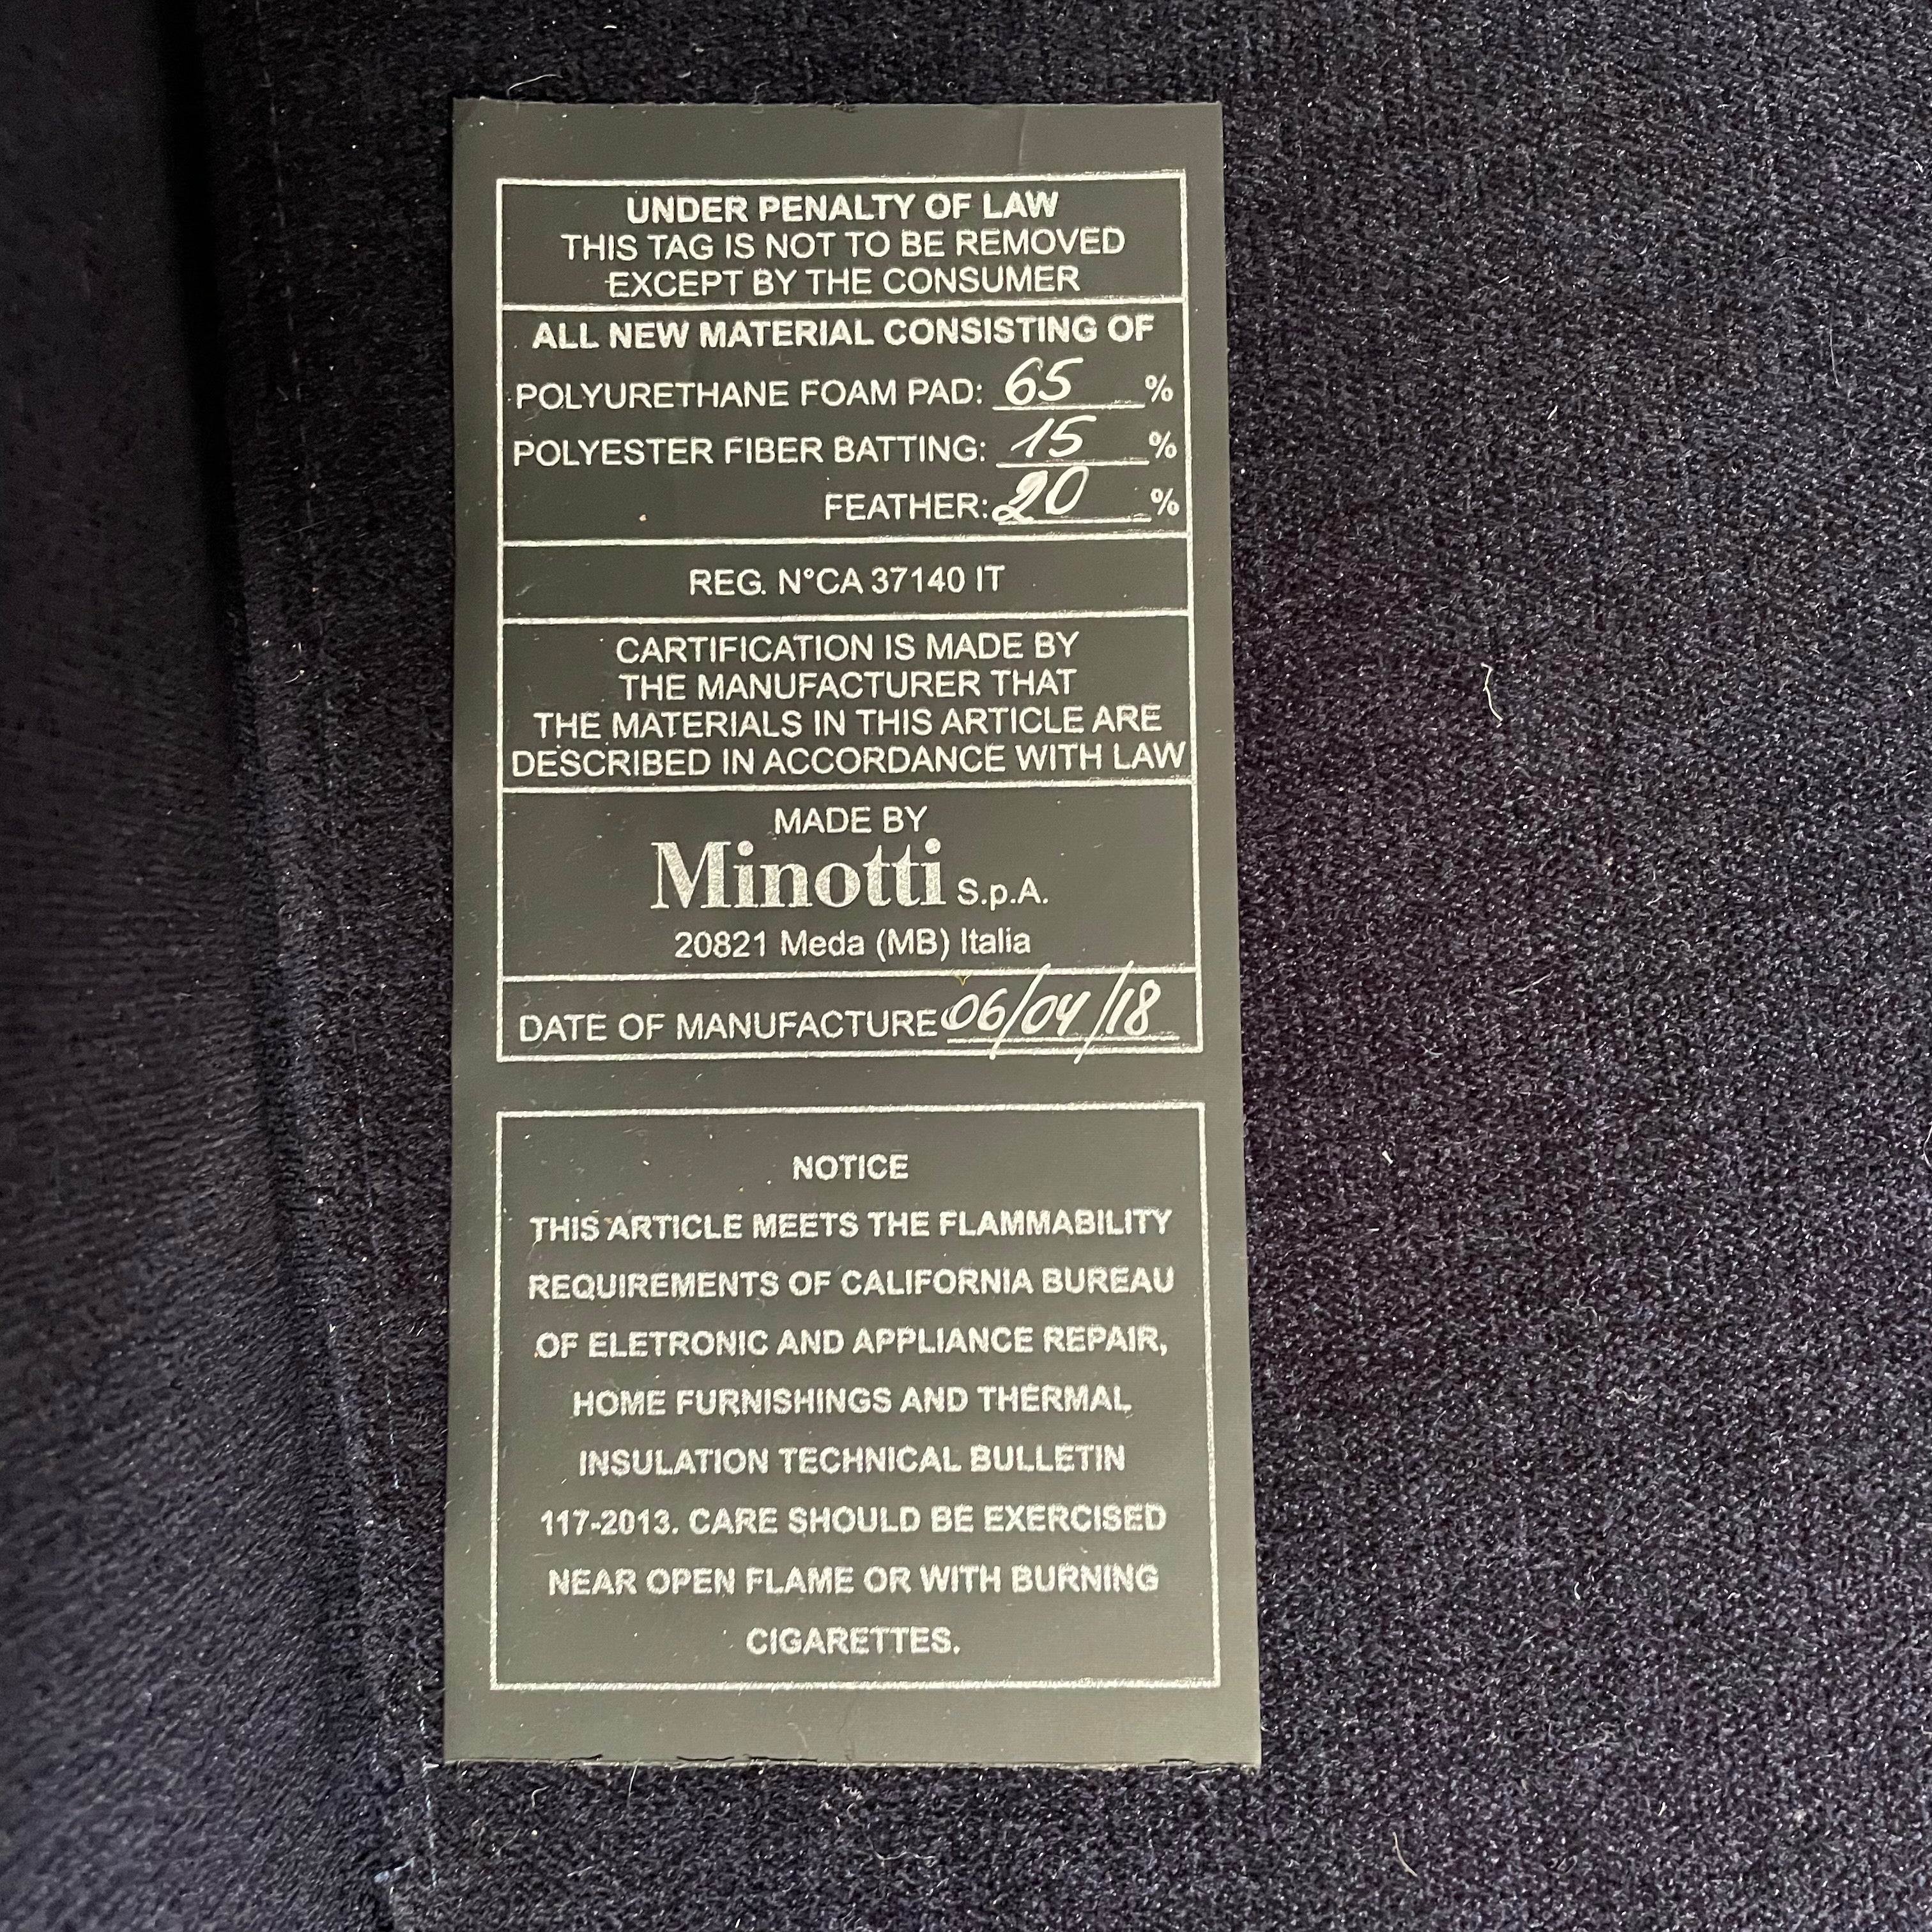 UNDER PENALTY OF LAW
THIS TAG IS NOT TO BE REMOVED
EXCEPT BY THE CONSUMER
ALL NEW MATERIAL CONSISTING OF
POLYURETHANE FOAM PAD: 65 %
POLYESTER FIBER BATTING: 15 %
FEATHER: 20 %
REG. N°CA 37140 IT
CARTIFICATION IS MADE BY
THE MANUFACTURER THAT
THE MATERIALS IN THIS ARTICLE ARE
DESCRIBED IN ACCORDANCE WITH LAW
MADE BY
Minotti S.p.A.
20821 Meda (MB) Italia
DATE OF MANUFACTURE 06/04/18
NOTICE
THIS ARTICLE MEETS THE FLAMMABILITY
REQUIREMENTS OF CALIFORNIA BUREAU
OF ELETRONIC AND APPLIANCE REPAIR,
HOME FURNISHINGS AND THERMAL
INSULATION TECHNICAL BULLETIN
117-2013. CARE SHOULD BE EXERCISED
NEAR OPEN FLAME OR WITH BURNING
CIGARETTES.